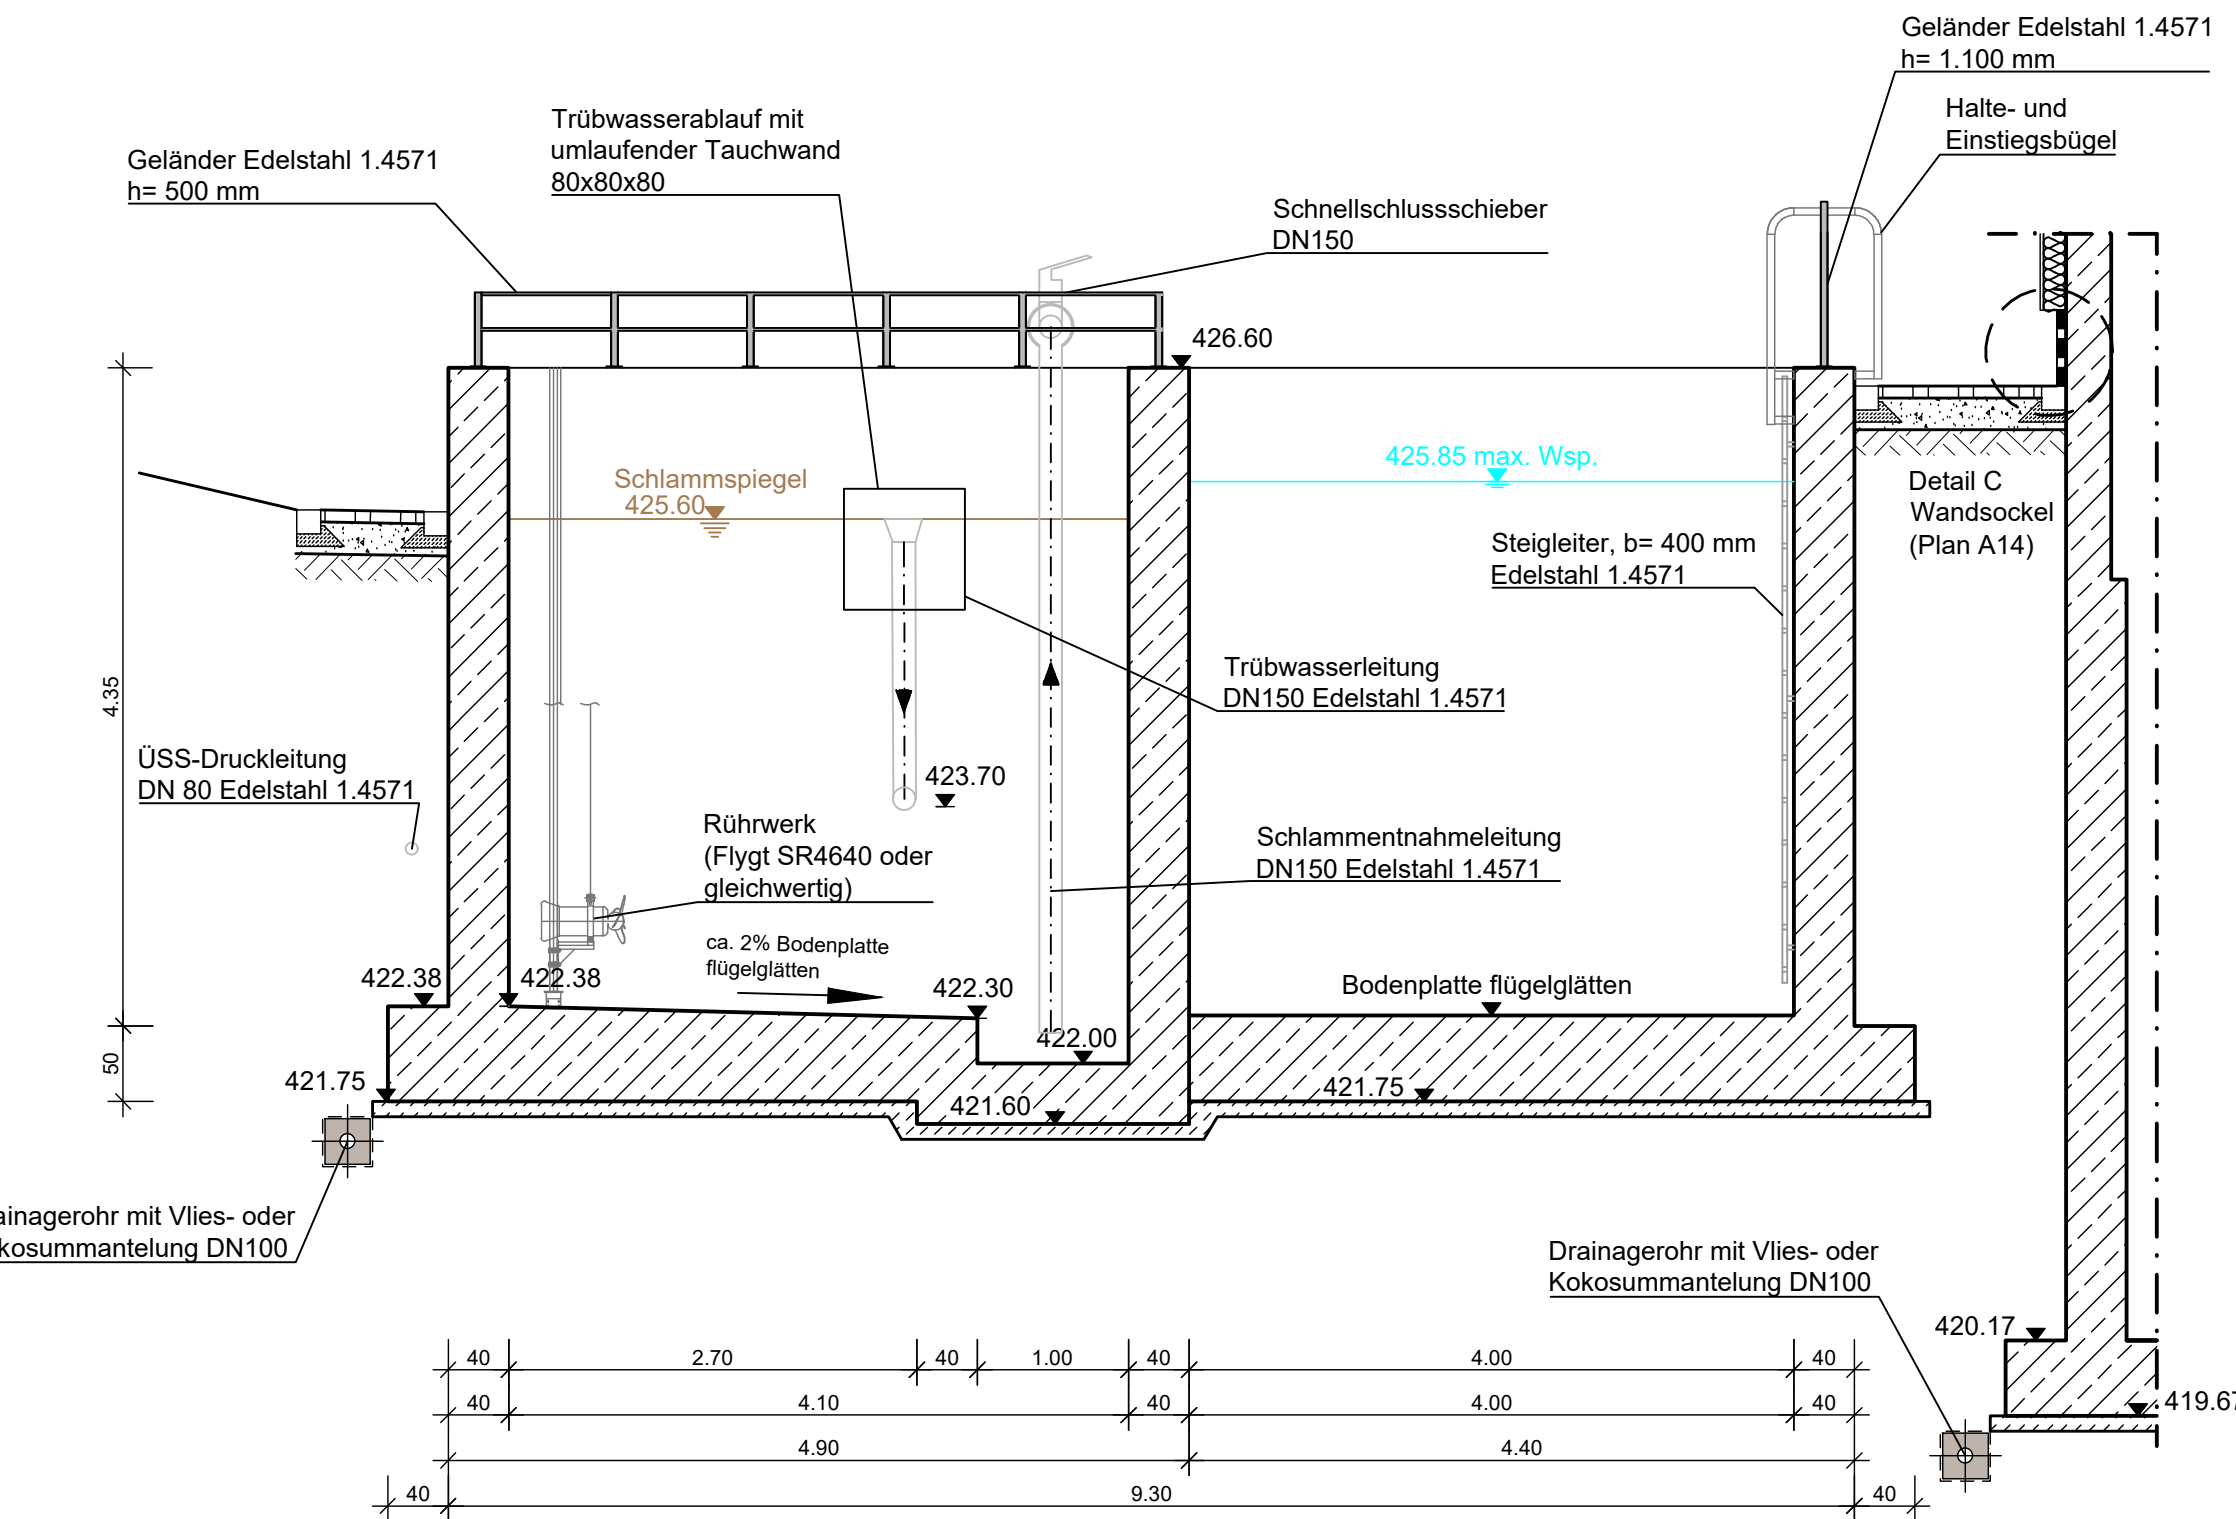 Geländer Edelstahl 1.4571
h= 1.100 mm
Halte- und
Einstiegsbügel
Trübwasserablauf mit
umlaufender Tauchwand
80x80x80
Geländer Edelstahl 1.4571
h= 500 mm
Schnellschlussschieber
DN150
426.60
425.85 max. Wsp.
Schlammspiegel
425.60
Detail C
Wandsockel
(Plan A14)
Steigleiter, b= 400 mm
Edelstahl 1.4571
Trübwasserleitung
DN150 Edelstahl 1.4571
4.35
ÜSS-Druckleitung
DN 80 Edelstahl 1.4571
423.70
Rührwerk
(Flygt SR4640 oder
gleichwertig)
Schlammentnahmeleitung
DN150 Edelstahl 1.4571
ca. 2% Bodenplatte
flügelglätten
422.38
422.38
422.30
Bodenplatte flügelglätten
422.00
50
421.75
421.60
421.75
ainagerohr mit Vlies- oder
kosummantelung DN100
Drainagerohr mit Vlies- oder
Kokosummantelung DN100
420.17
419.67
40 2.70 40 1.00 40 4.00 40
40 4.10 40 4.00 40
4.90 4.40
40 9.30 40